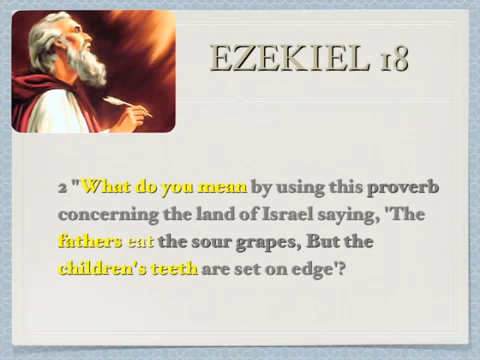 EZEKIEL 18
2 "What do you mean by using this proverb
concerning the land of Israel saying, 'The
fathers eat the sour grapes, But the
children's teeth are set on edge'?